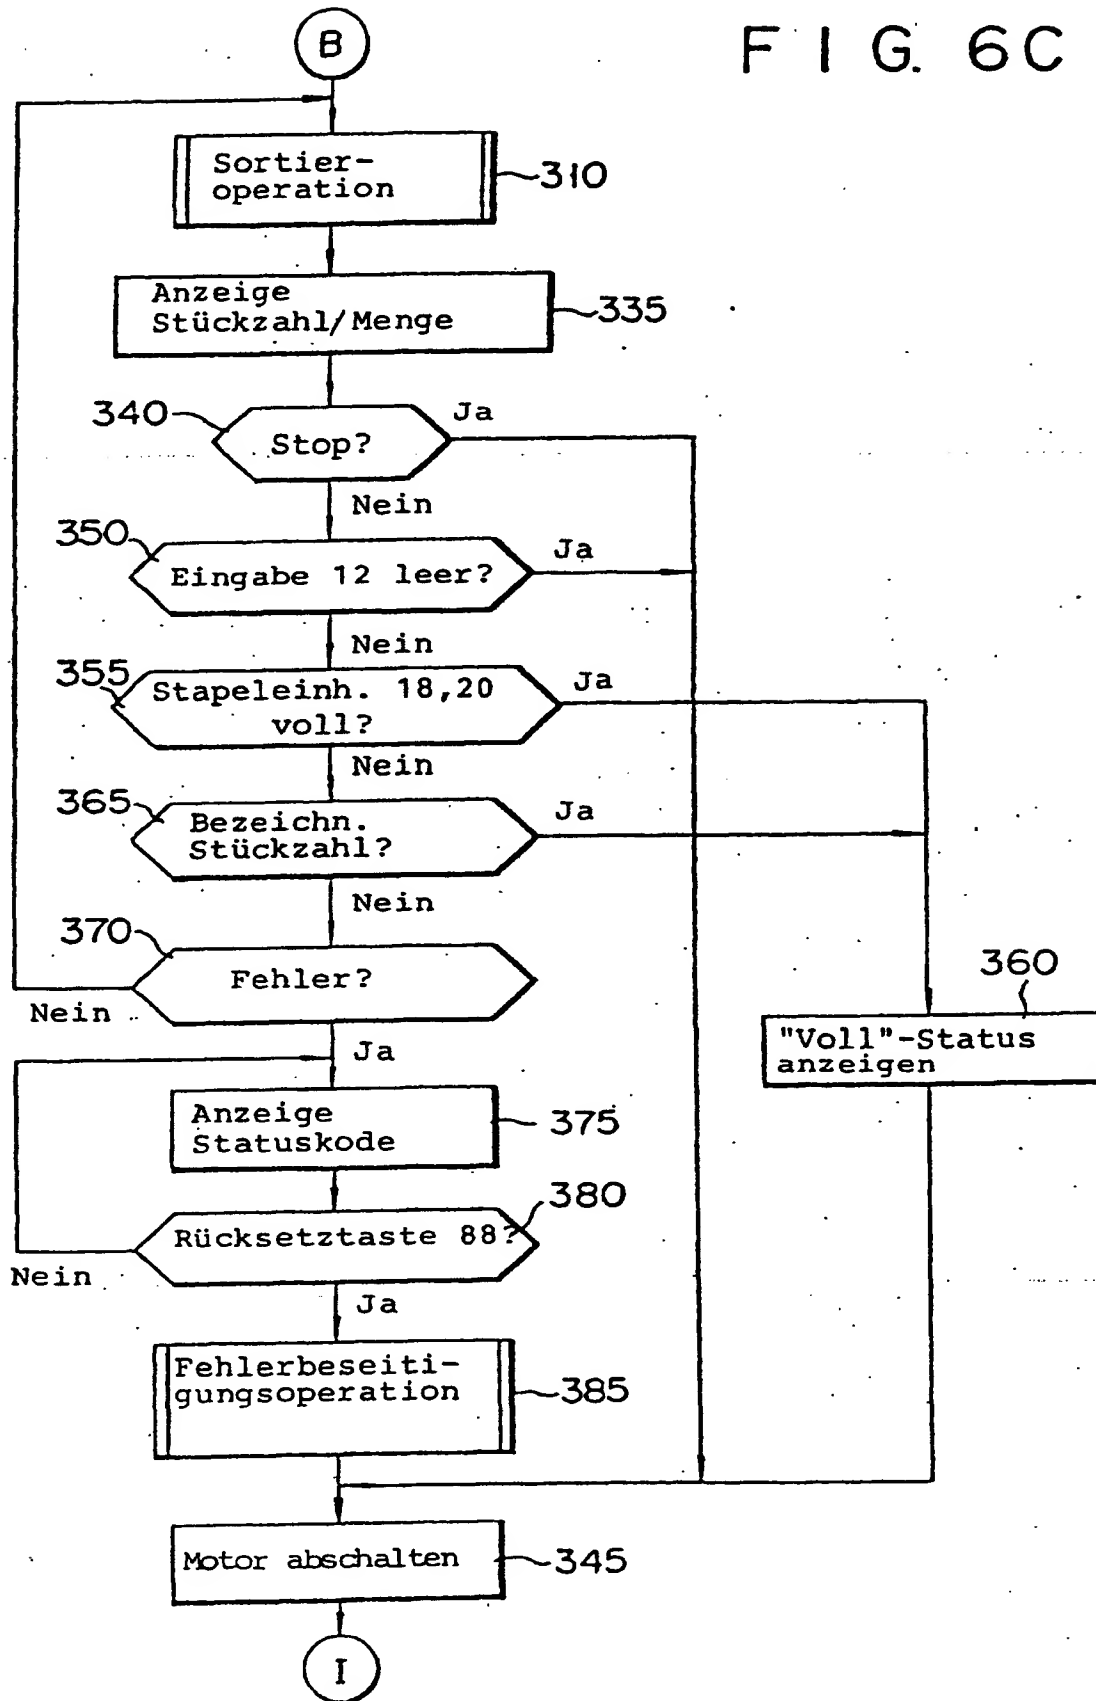 B
FIG. 6C
Sortier-
operation
310
Anzeige
Stückzahl/Menge
335
340
Ja
Stop?
Nein
350
Ja
Eingabe 12 leer?
Nein
355
Stapeleinh. 18,20
voll?
Ja
Nein
365
Bezeichn.
Stückzahl?
Ja
Nein
370
Fehler?
Nein
Ja
360
"Voll"-Status
anzeigen
Anzeige
Statuskode
375
380
Rücksetztaste 88?
Nein
Ja
Fehlerbeseiti-
gungsoperation
385
Motor abschalten
345
I